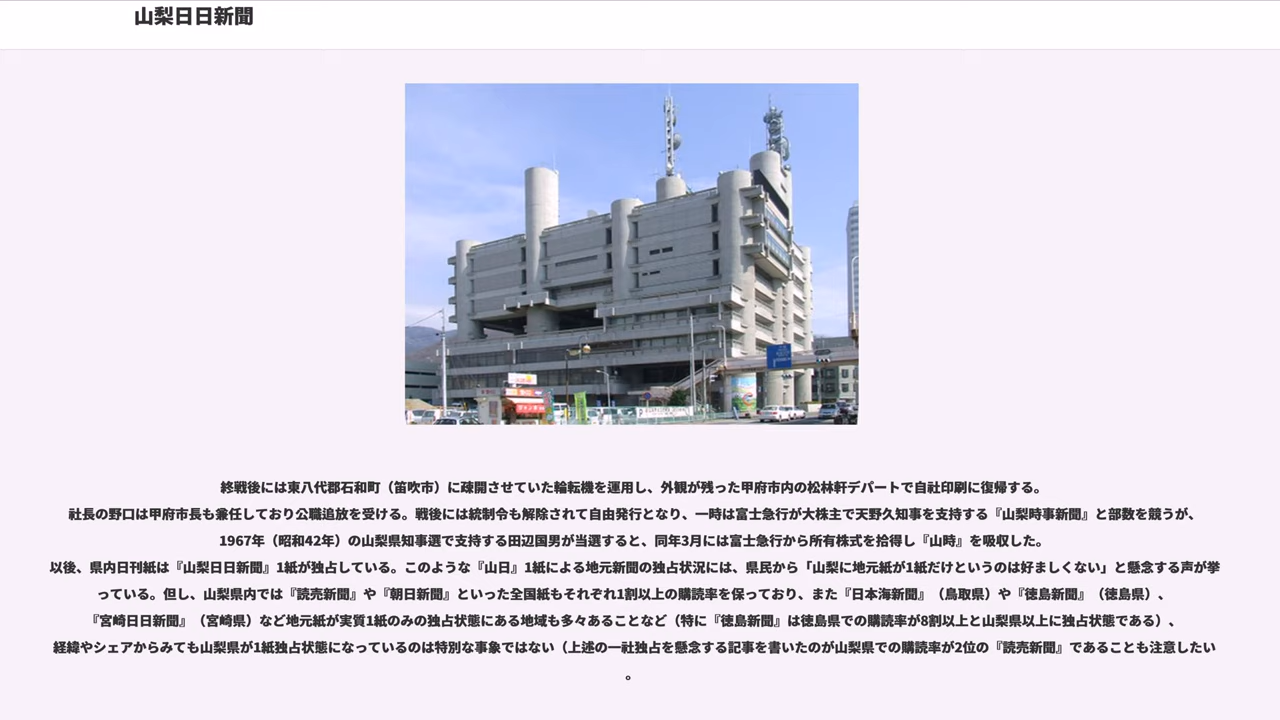 山梨日日新聞
終戦後には東八代郡石和町（笛吹市）に疎開させていた輪転機を運用し、外観が残った甲府市内の松林軒デパートで自社印刷に復帰する。
社長の野口は甲府市長も兼任しており公職追放を受ける。戦後には統制令も解除されて自由発行となり、一時は富士急行が大株主で天野久知事を支持する『山梨時事新聞』と部数を競うが、
1967年（昭和42年）の山梨県知事選で支持する田辺国男が当選すると、同年3月には富士急行から所有株式を拾得し『山時』を吸収した。
以後、県内日刊紙は『山梨日日新聞』1紙が独占している。このような『山日』1紙による地元新聞の独占状況には、県民から「山梨に地元紙が1紙だけというのは好ましくない」と懸念する声が挙
っている。但し、山梨県内では『読売新聞』や『朝日新聞』といった全国紙もそれぞれ1割以上の購読率を保っており、また『日本海新聞』（鳥取県）や『徳島新聞』（徳島県）、
『宮崎日日新聞』（宮崎県）など地元紙が実質1紙のみの独占状態にある地域も多々あることなど（特に『徳島新聞』は徳島県での購読率が8割以上と山梨県以上に独占状態である）、
経緯やシェアからみても山梨県が1紙独占状態になっているのは特別な事象ではない（上述の一社独占を懸念する記事を書いたのが山梨県での購読率が2位の『読売新聞』であることも注意したい
。